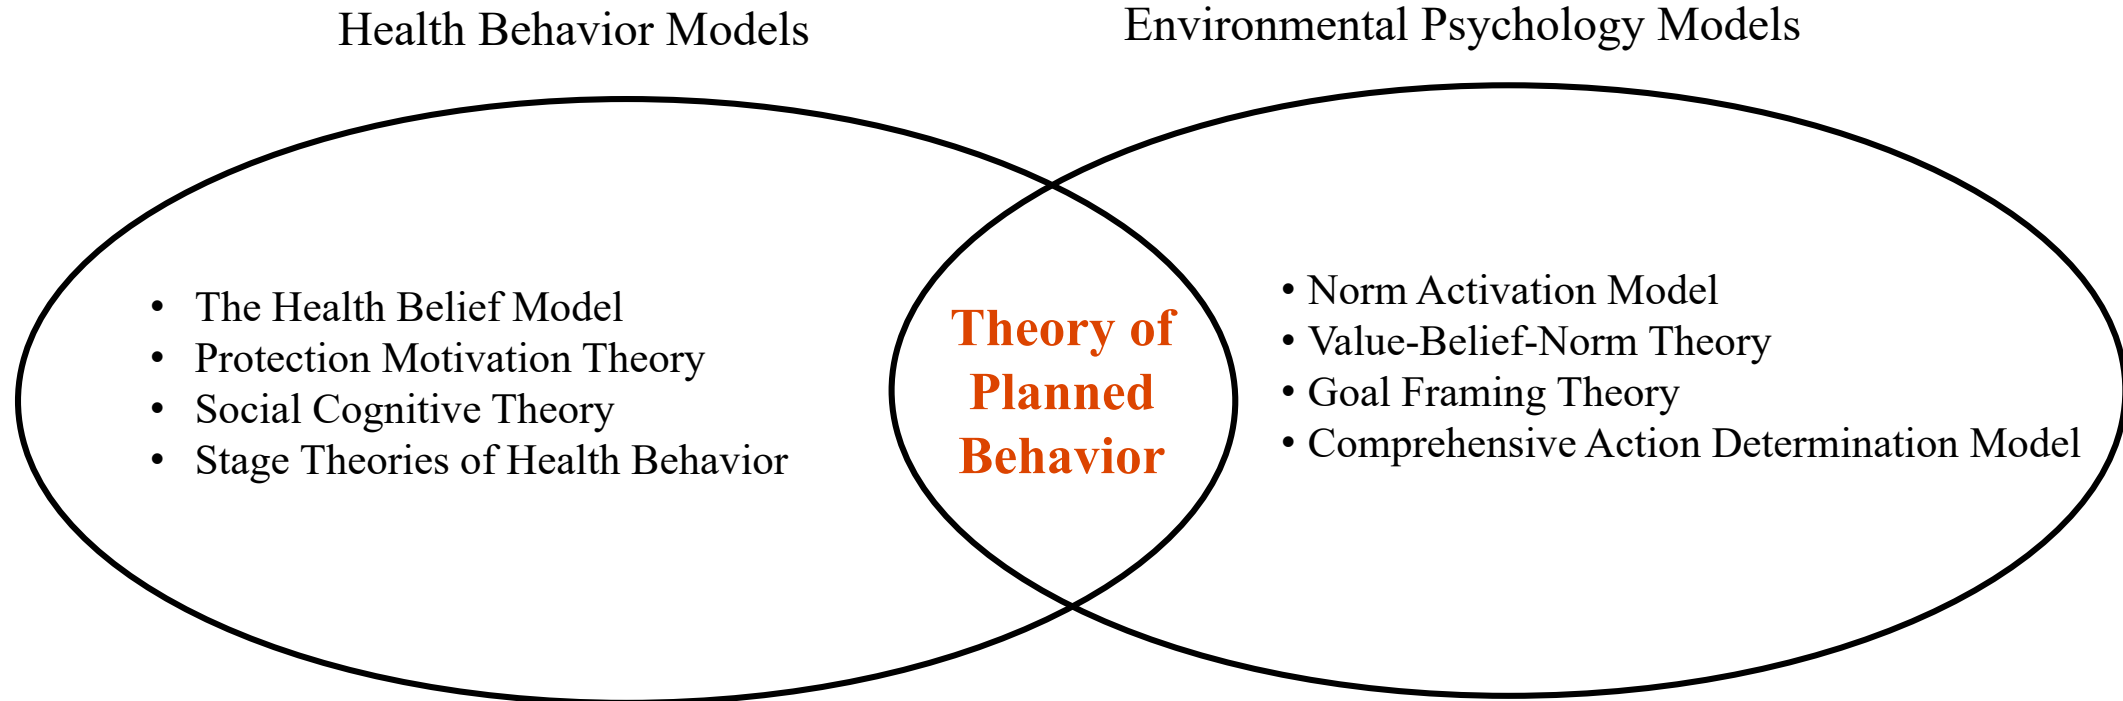 Health Behavior Models
Environmental Psychology Models
• The Health Belief Model
• Protection Motivation Theory
• Social Cognitive Theory
• Stage Theories of Health Behavior
Theory of
Planned
Behavior
• Norm Activation Model
• Value-Belief-Norm Theory
• Goal Framing Theory
• Comprehensive Action Determination Model